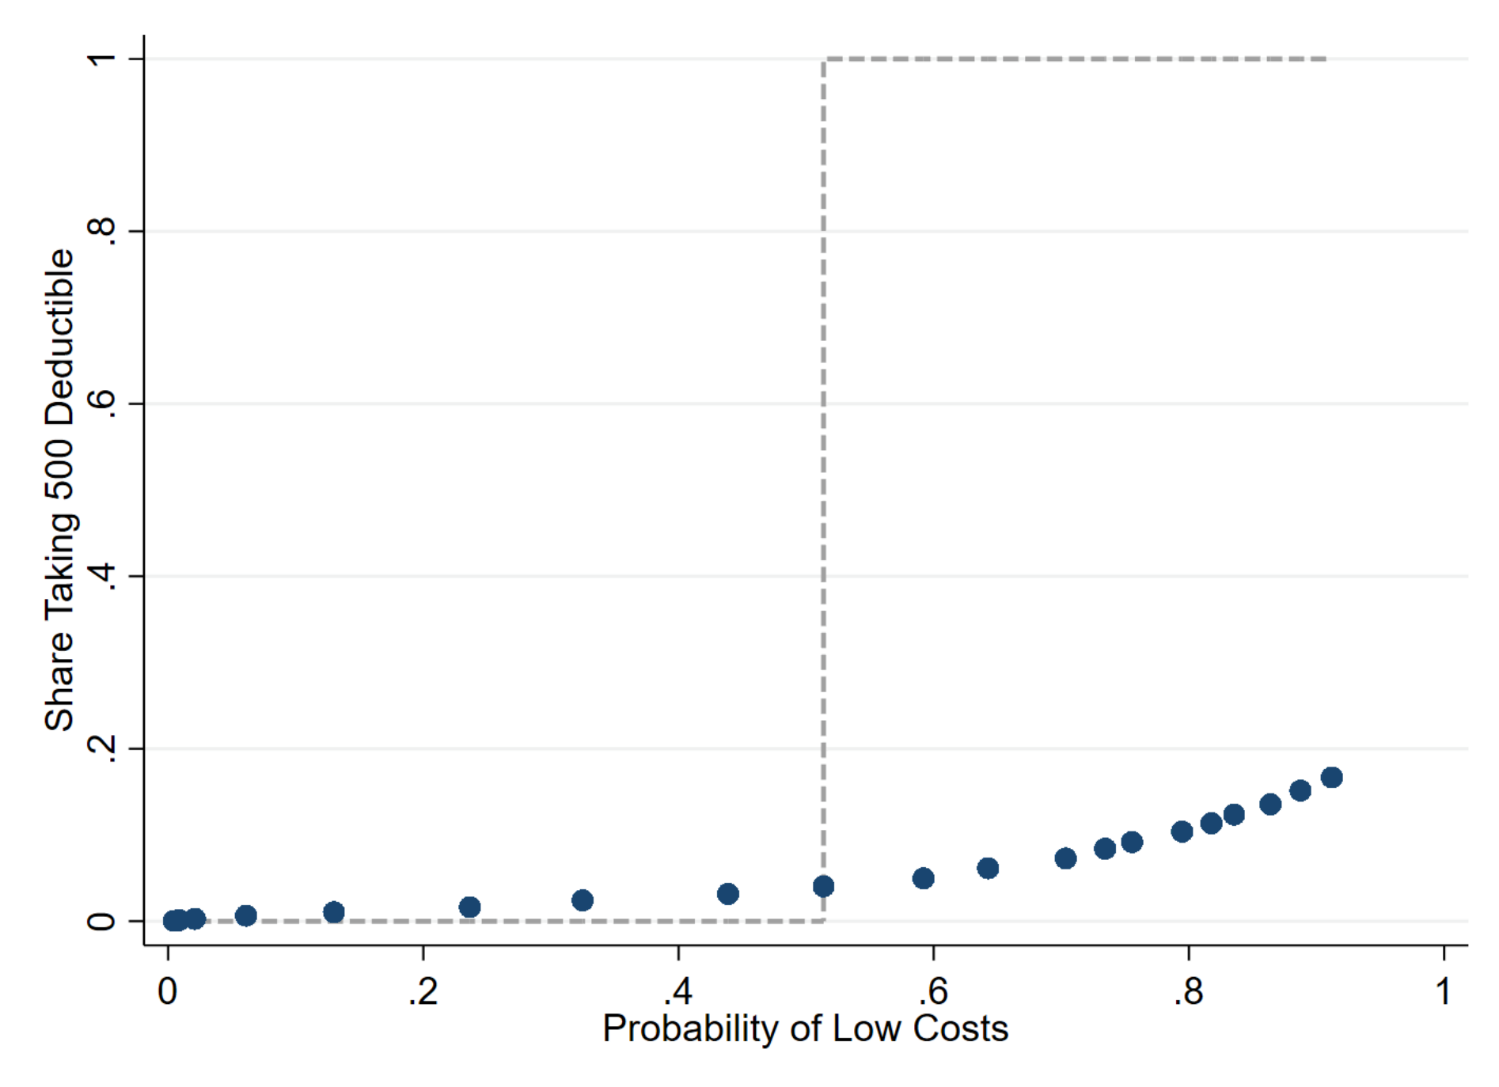 Share Taking 500 Deductible
1
.8
.6
.4
.2
0
0 .2 .4 .6 .8 1
Probability of Low Costs